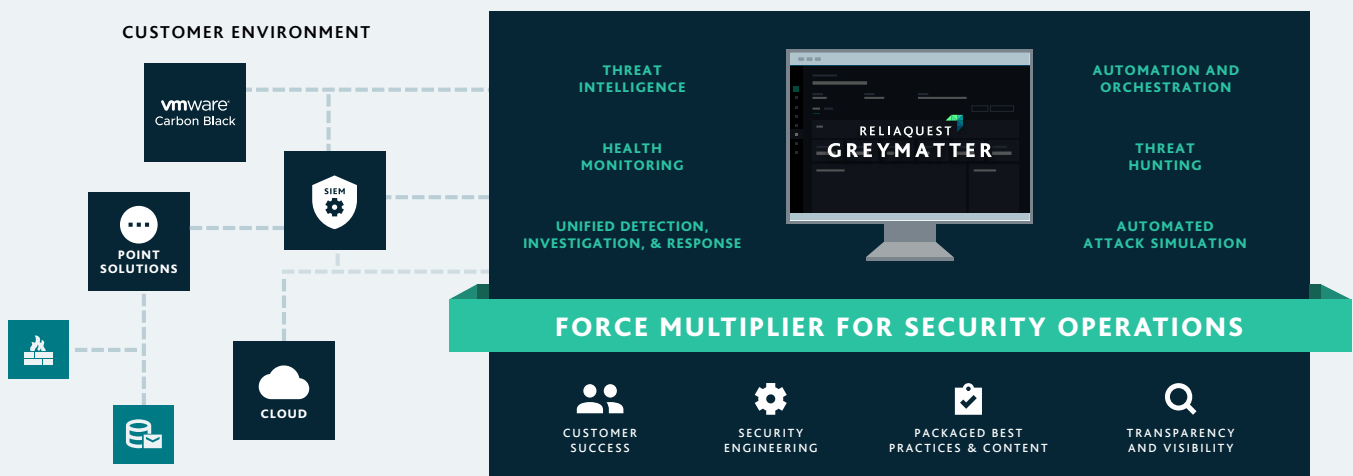 CUSTOMER ENVIRONMENT
vmware®
Carbon Black
SIEM
POINT
SOLUTIONS
CLOUD
THREAT
INTELLIGENCE
HEALTH
MONITORING
UNIFIED DETECTION,
INVESTIGATION, & RESPONSE
RELIAQUEST
GREYMATTER
AUTOMATION AND
ORCHESTRATION
THREAT
HUNTING
AUTOMATED
ATTACK SIMULATION
FORCE MULTIPLIER FOR SECURITY OPERATIONS
CUSTOMER
SUCCESS
SECURITY
ENGINEERING
PACKAGED BEST
PRACTICES & CONTENT
TRANSPARENCY
AND VISIBILITY